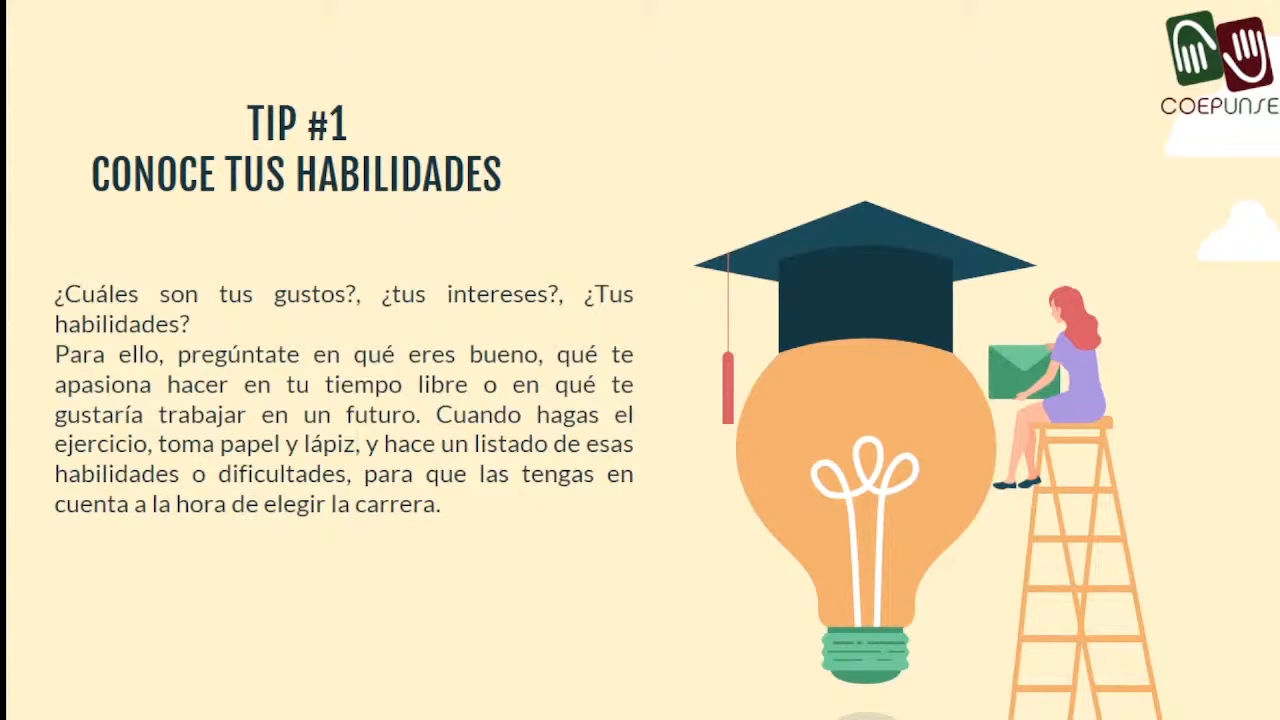 COEPUNSE
TIP #1
CONOCE TUS HABILIDADES
¿Cuáles son tus gustos?, ¿tus intereses?, ¿Tus
habilidades?
Para ello, pregúntate en qué eres bueno, qué te
apasiona hacer en tu tiempo libre o en qué te
gustaría trabajar en un futuro. Cuando hagas el
ejercicio, toma papel y lápiz, y hace un listado de esas
habilidades o dificultades, para que las tengas en
cuenta a la hora de elegir la carrera.